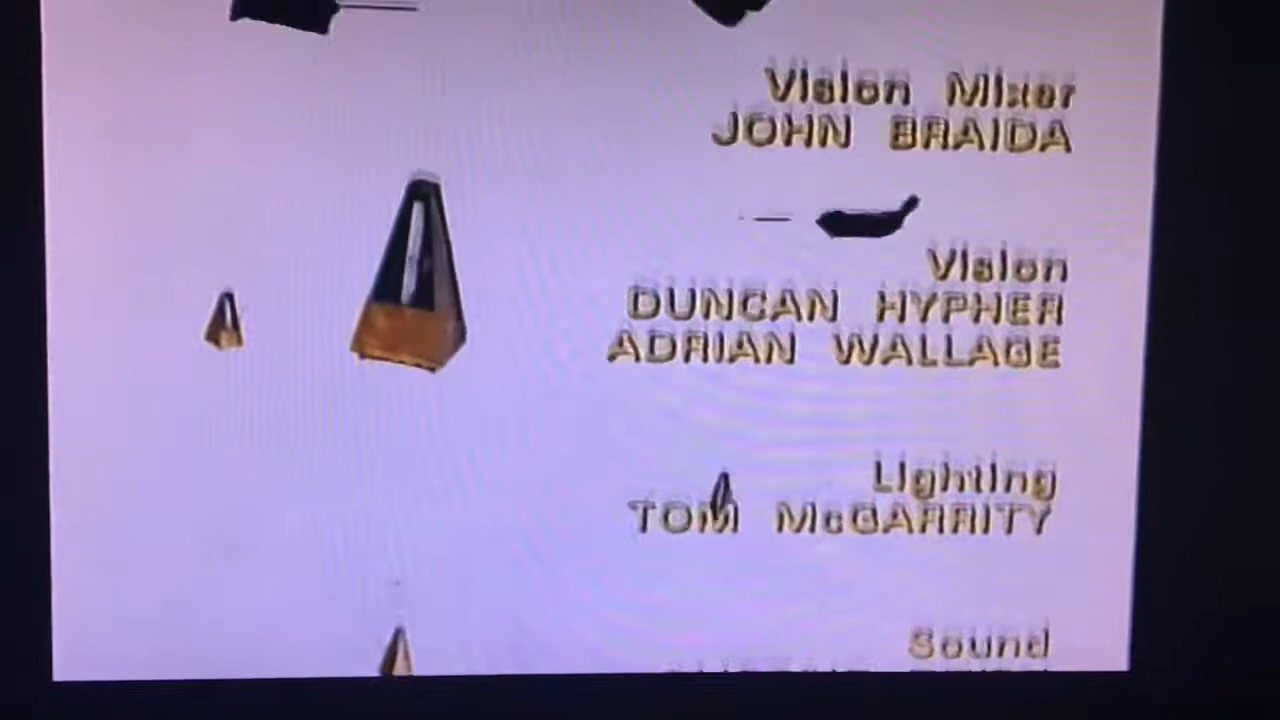 Vision Mixer
JOHN BRAIDA
Vision
DUNCAN HYPHER
ADRIAN WALLACE
Lighting
TOM McGARRITY
Sound